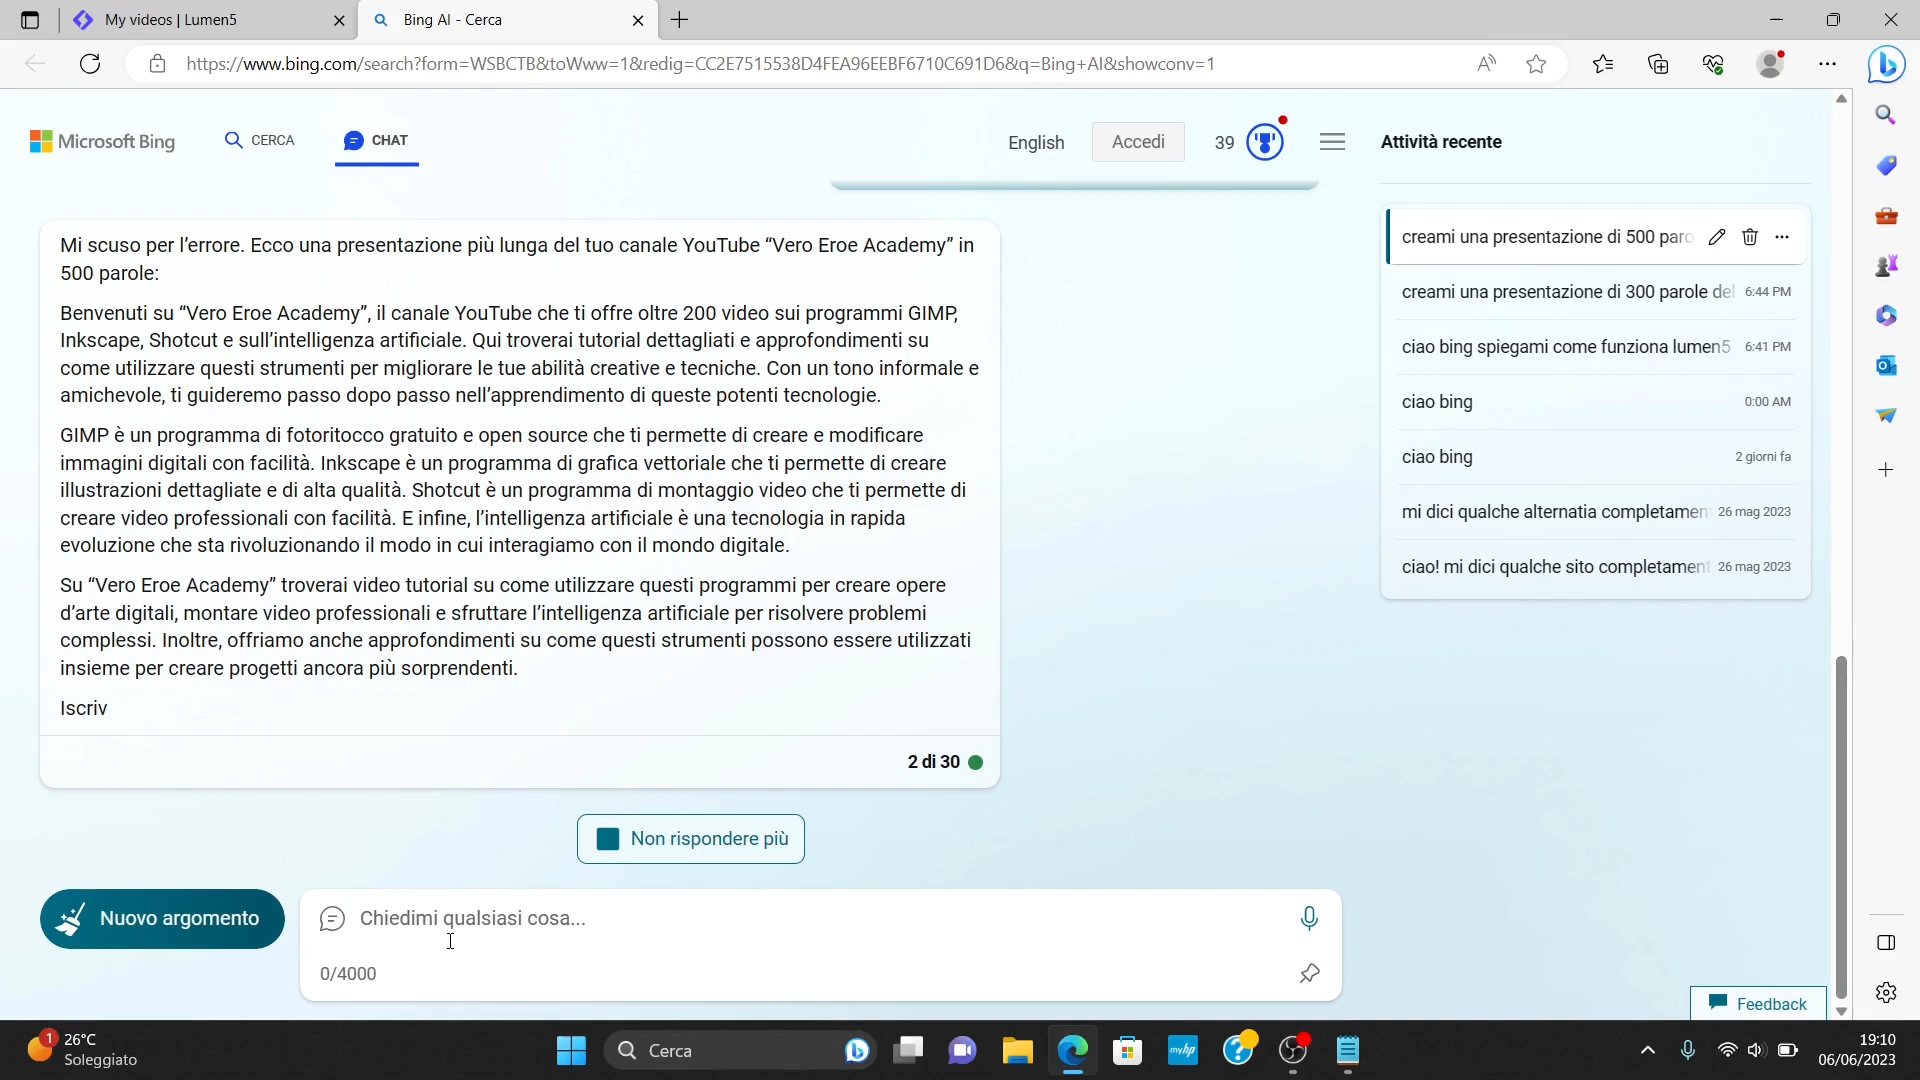 My videos | Lumen5
Bing AI - Cerca
https://www.bing.com/search?form=WSBCTB&toWww=1&redig=CC2E7515538D4FEA96EEBF6710C691D6&q=Bing+AI&showconv=1
Microsoft Bing
CERCA
CHAT
English
Accedi
39
Attività recente
Mi scuso per l'errore. Ecco una presentazione più lunga del tuo canale YouTube “Vero Eroe Academy” in
500 parole:
Benvenuti su “Vero Eroe Academy”, il canale YouTube che ti offre oltre 200 video sui programmi GIMP,
Inkscape, Shotcut e sull'intelligenza artificiale. Qui troverai tutorial dettagliati e approfondimenti su
come utilizzare questi strumenti per migliorare le tue abilità creative e tecniche. Con un tono informale e
amichevole, ti guideremo passo dopo passo nell'apprendimento di queste potenti tecnologie.
GIMP è un programma di fotoritocco gratuito e open source che ti permette di creare e modificare
immagini digitali con facilità. Inkscape è un programma di grafica vettoriale che ti permette di creare
illustrazioni dettagliate e di alta qualità. Shotcut è un programma di montaggio video che ti permette di
creare video professionali con facilità. E infine, l'intelligenza artificiale è una tecnologia in rapida
evoluzione che sta rivoluzionando il modo in cui interagiamo con il mondo digitale.
Su “Vero Eroe Academy” troverai video tutorial su come utilizzare questi programmi per creare opere
d'arte digitali, montare video professionali e sfruttare l'intelligenza artificiale per risolvere problemi
complessi. Inoltre, offriamo anche approfondimenti su come questi strumenti possono essere utilizzati
insieme per creare progetti ancora più sorprendenti.
Iscriv
2 di 30
Non rispondere più
Nuovo argomento
Chiedimi qualsiasi cosa...
0/4000
creami una presentazione di 500 paro
creami una presentazione di 300 parole del 6:44 PM
ciao bing spiegami come funziona lumen5 6:41 PM
ciao bing 0:00 AM
ciao bing 2 giorni fa
mi dici qualche alternatia completamen 26 mag 2023
ciao! mi dici qualche sito completament 26 mag 2023
Feedback
1
26°C
Soleggiato
Cerca
myhp
19:10
06/06/2023